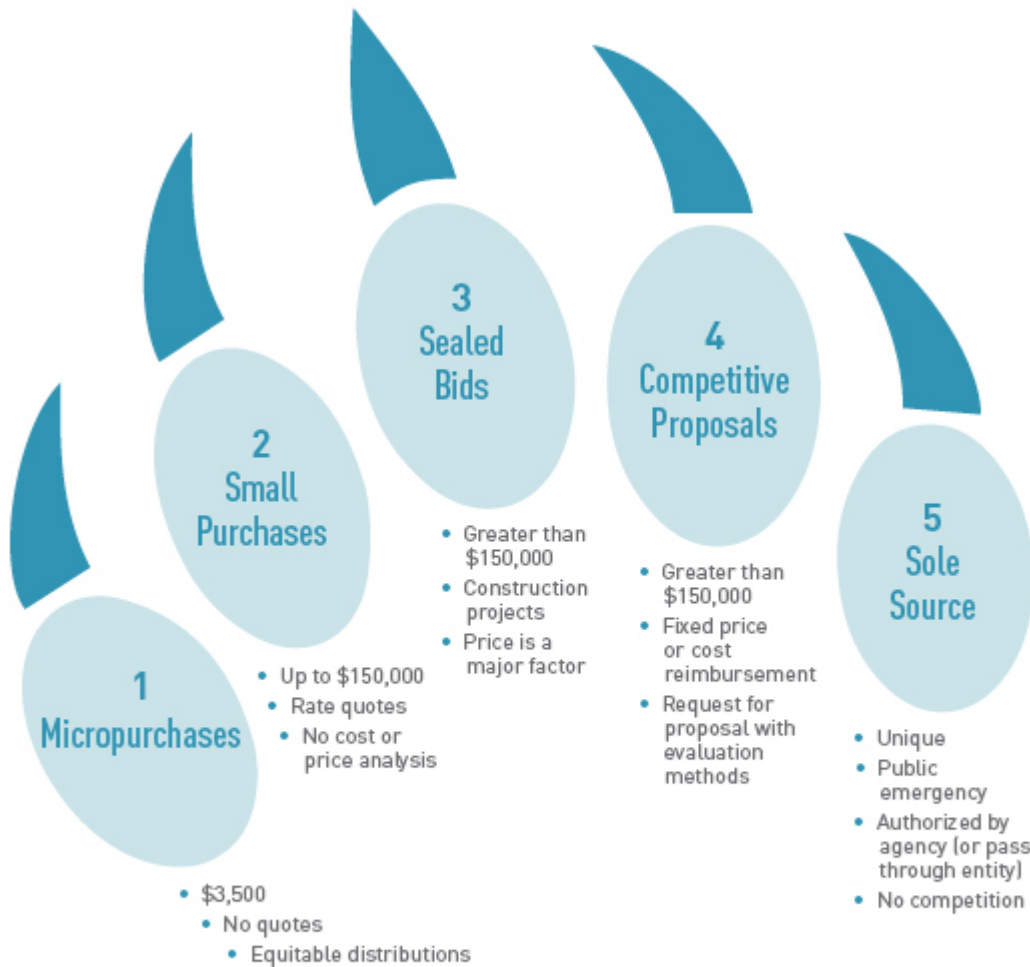 1
Micropurchases
• $3,500
• No quotes
• Equitable distributions
2
Small
Purchases
• Up to $150,000
• Rate quotes
• No cost or
price analysis
3
Sealed
Bids
• Greater than
$150,000
• Construction
projects
• Price is a
major factor
4
Competitive
Proposals
• Greater than
$150,000
• Fixed price
or cost
reimbursement
• Request for
proposal with
evaluation
methods
5
Sole
Source
• Unique
• Public
emergency
• Authorized by
agency (or pass
through entity)
• No competition